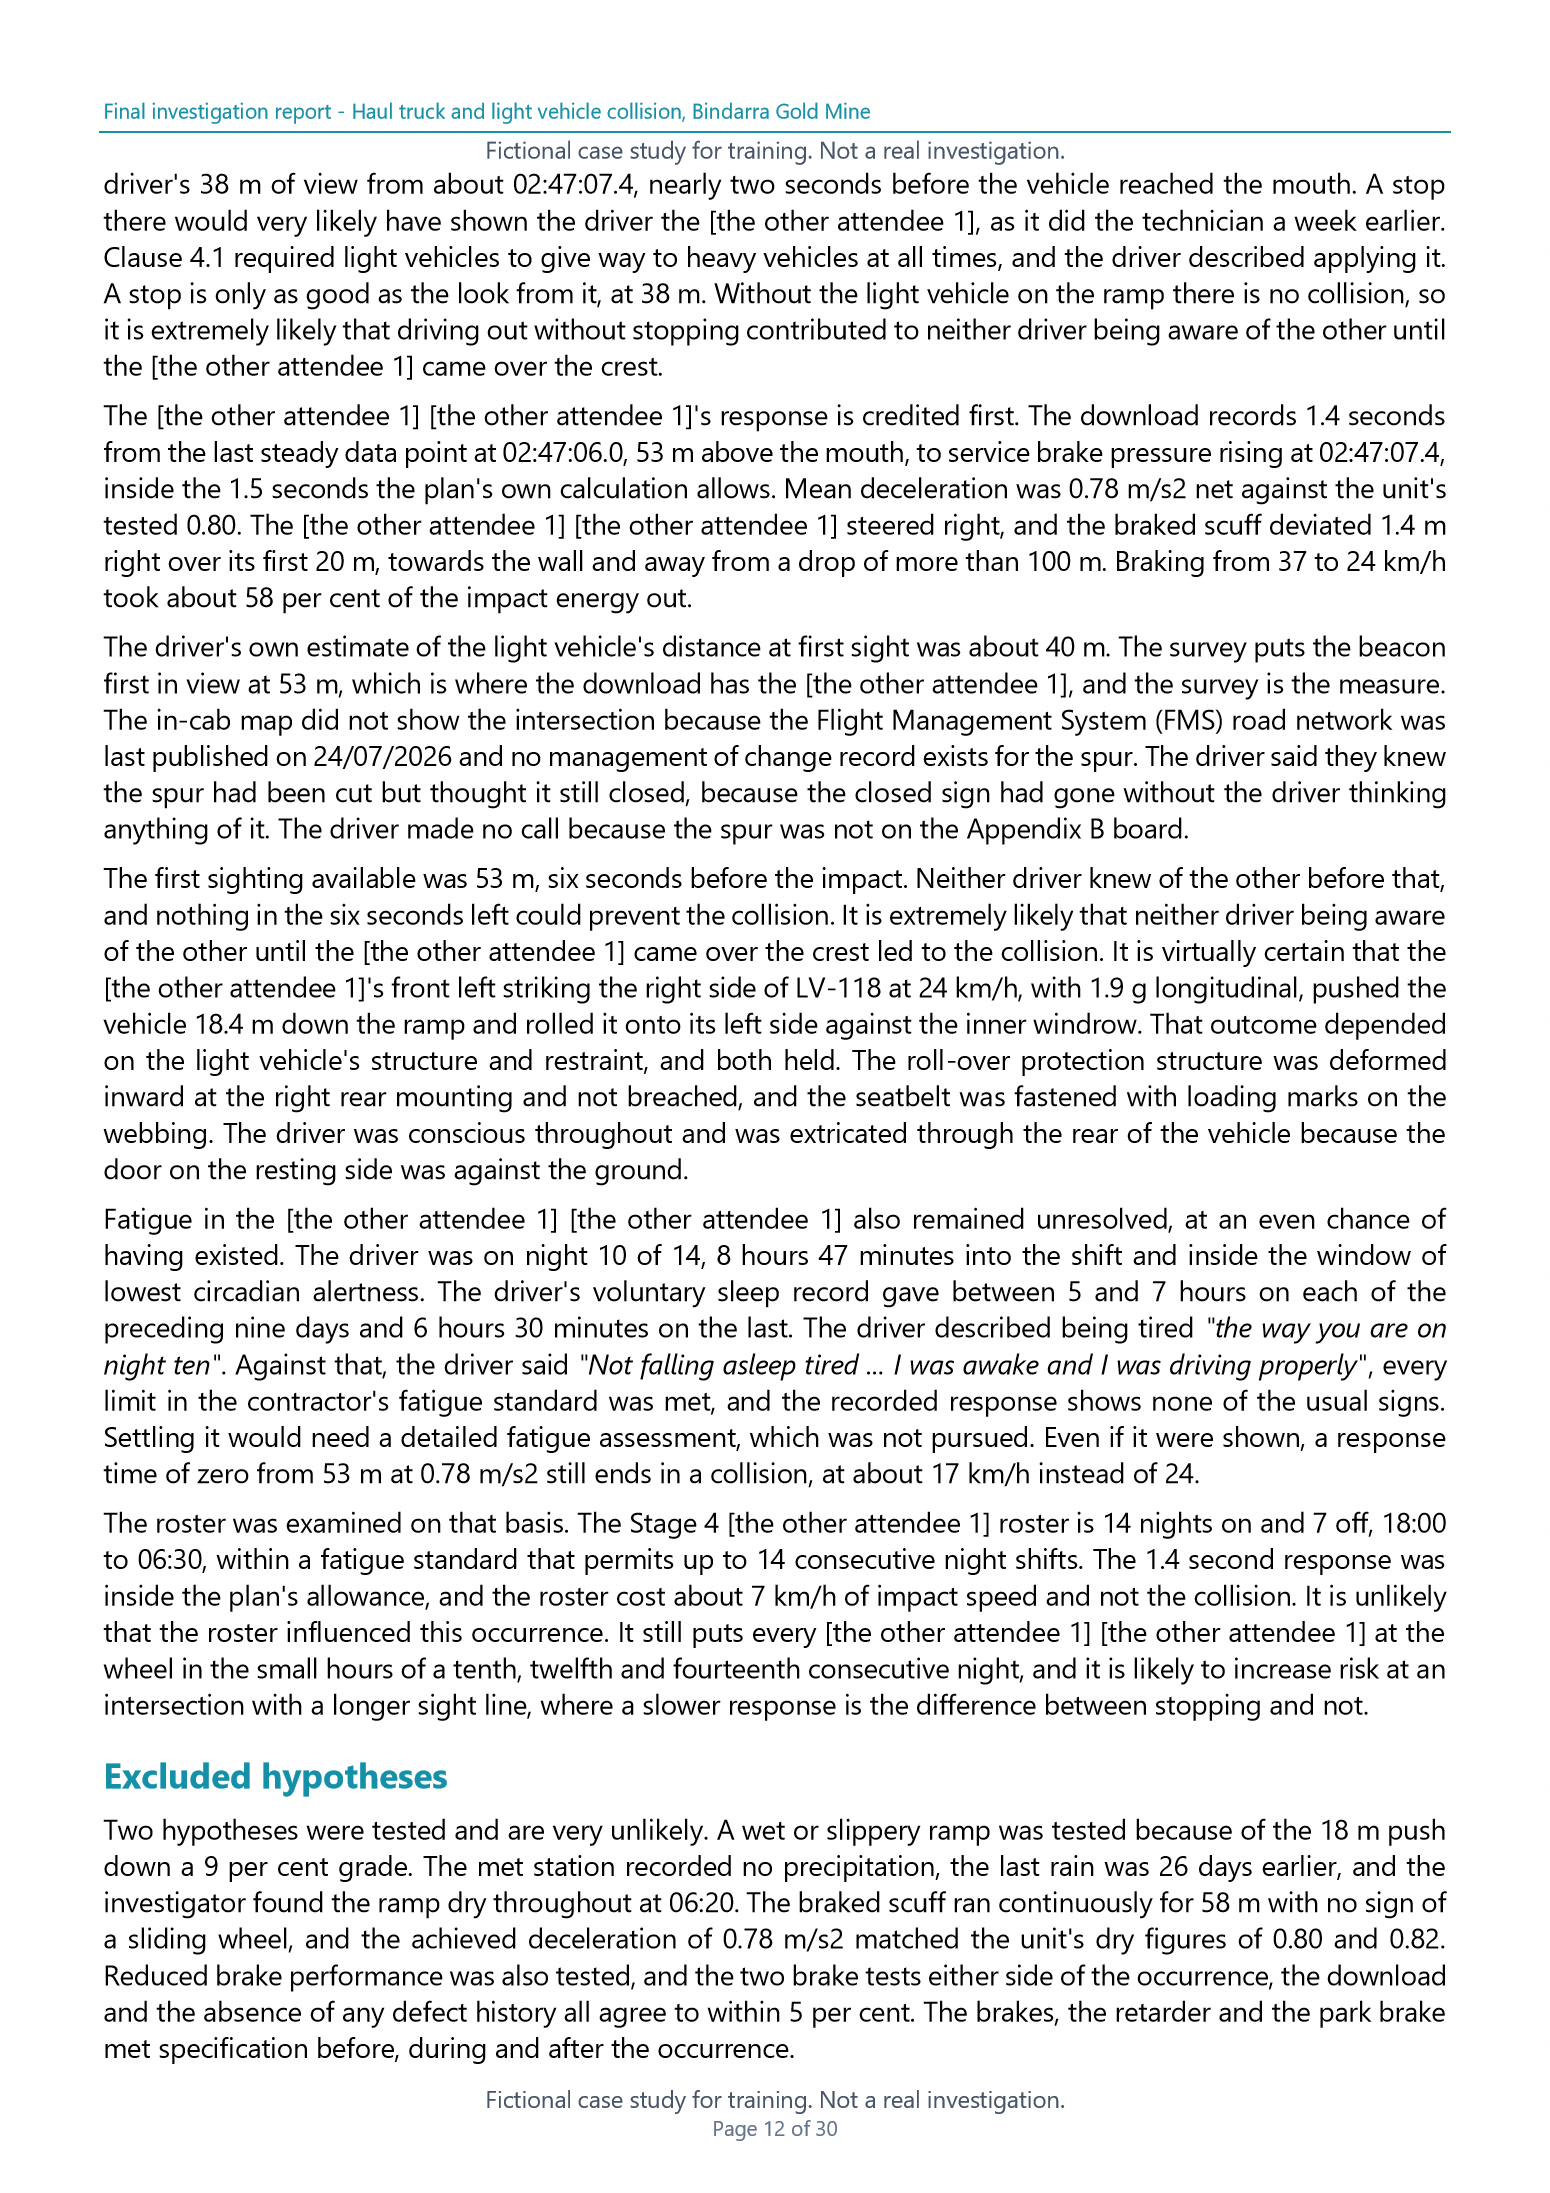 Final investigation report - Haul truck and light vehicle collision, Bindarra Gold Mine
Fictional case study for training. Not a real investigation.
driver's 38 m of view from about 02:47:07.4, nearly two seconds before the vehicle reached the mouth. A stop
there would very likely have shown the driver the [the other attendee 1], as it did the technician a week earlier.
Clause 4.1 required light vehicles to give way to heavy vehicles at all times, and the driver described applying it.
A stop is only as good as the look from it, at 38 m. Without the light vehicle on the ramp there is no collision, so
it is extremely likely that driving out without stopping contributed to neither driver being aware of the other until
the [the other attendee 1] came over the crest.
The [the other attendee 1] [the other attendee 1]'s response is credited first. The download records 1.4 seconds
from the last steady data point at 02:47:06.0, 53 m above the mouth, to service brake pressure rising at 02:47:07.4,
inside the 1.5 seconds the plan's own calculation allows. Mean deceleration was 0.78 m/s2 net against the unit's
tested 0.80. The [the other attendee 1] [the other attendee 1] steered right, and the braked scuff deviated 1.4 m
right over its first 20 m, towards the wall and away from a drop of more than 100 m. Braking from 37 to 24 km/h
took about 58 per cent of the impact energy out.
The driver's own estimate of the light vehicle's distance at first sight was about 40 m. The survey puts the beacon
first in view at 53 m, which is where the download has the [the other attendee 1], and the survey is the measure.
The in-cab map did not show the intersection because the Flight Management System (FMS) road network was
last published on 24/07/2026 and no management of change record exists for the spur. The driver said they knew
the spur had been cut but thought it still closed, because the closed sign had gone without the driver thinking
anything of it. The driver made no call because the spur was not on the Appendix B board.
The first sighting available was 53 m, six seconds before the impact. Neither driver knew of the other before that,
and nothing in the six seconds left could prevent the collision. It is extremely likely that neither driver being aware
of the other until the [the other attendee 1] came over the crest led to the collision. It is virtually certain that the
[the other attendee 1]'s front left striking the right side of LV-118 at 24 km/h, with 1.9 g longitudinal, pushed the
vehicle 18.4 m down the ramp and rolled it onto its left side against the inner windrow. That outcome depended
on the light vehicle's structure and restraint, and both held. The roll-over protection structure was deformed
inward at the right rear mounting and not breached, and the seatbelt was fastened with loading marks on the
webbing. The driver was conscious throughout and was extricated through the rear of the vehicle because the
door on the resting side was against the ground.
Fatigue in the [the other attendee 1] [the other attendee 1] also remained unresolved, at an even chance of
having existed. The driver was on night 10 of 14, 8 hours 47 minutes into the shift and inside the window of
lowest circadian alertness. The driver's voluntary sleep record gave between 5 and 7 hours on each of the
preceding nine days and 6 hours 30 minutes on the last. The driver described being tired "the way you are on
night ten". Against that, the driver said "Not falling asleep tired ... I was awake and I was driving properly", every
limit in the contractor's fatigue standard was met, and the recorded response shows none of the usual signs.
Settling it would need a detailed fatigue assessment, which was not pursued. Even if it were shown, a response
time of zero from 53 m at 0.78 m/s2 still ends in a collision, at about 17 km/h instead of 24.
The roster was examined on that basis. The Stage 4 [the other attendee 1] roster is 14 nights on and 7 off, 18:00
to 06:30, within a fatigue standard that permits up to 14 consecutive night shifts. The 1.4 second response was
inside the plan's allowance, and the roster cost about 7 km/h of impact speed and not the collision. It is unlikely
that the roster influenced this occurrence. It still puts every [the other attendee 1] [the other attendee 1] at the
wheel in the small hours of a tenth, twelfth and fourteenth consecutive night, and it is likely to increase risk at an
intersection with a longer sight line, where a slower response is the difference between stopping and not.
Excluded hypotheses
Two hypotheses were tested and are very unlikely. A wet or slippery ramp was tested because of the 18 m push
down a 9 per cent grade. The met station recorded no precipitation, the last rain was 26 days earlier, and the
investigator found the ramp dry throughout at 06:20. The braked scuff ran continuously for 58 m with no sign of
a sliding wheel, and the achieved deceleration of 0.78 m/s2 matched the unit's dry figures of 0.80 and 0.82.
Reduced brake performance was also tested, and the two brake tests either side of the occurrence, the download
and the absence of any defect history all agree to within 5 per cent. The brakes, the retarder and the park brake
met specification before, during and after the occurrence.
Fictional case study for training. Not a real investigation.
Page 12 of 30